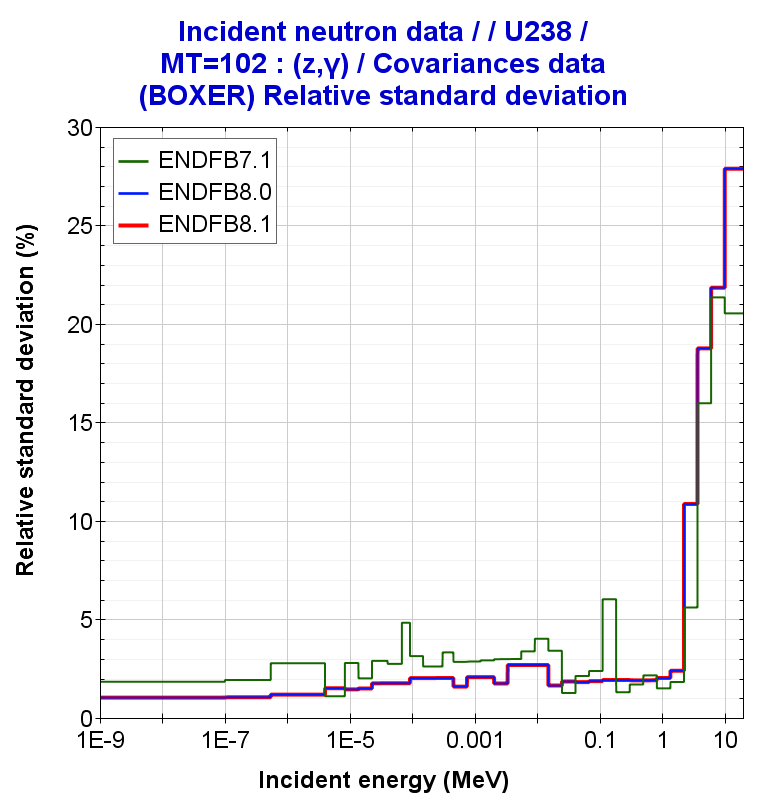 Incident neutron data / / U238 /
MT=102 : (z,γ) / Covariances data
(BOXER) Relative standard deviation
30
ENDFB7.1
ENDFB8.0
ENDFB8.1
25
20
15
10
5
0
Relative standard deviation (%)
1E-9 1E-7 1E-5 0.001 0.1 1 10
Incident energy (MeV)